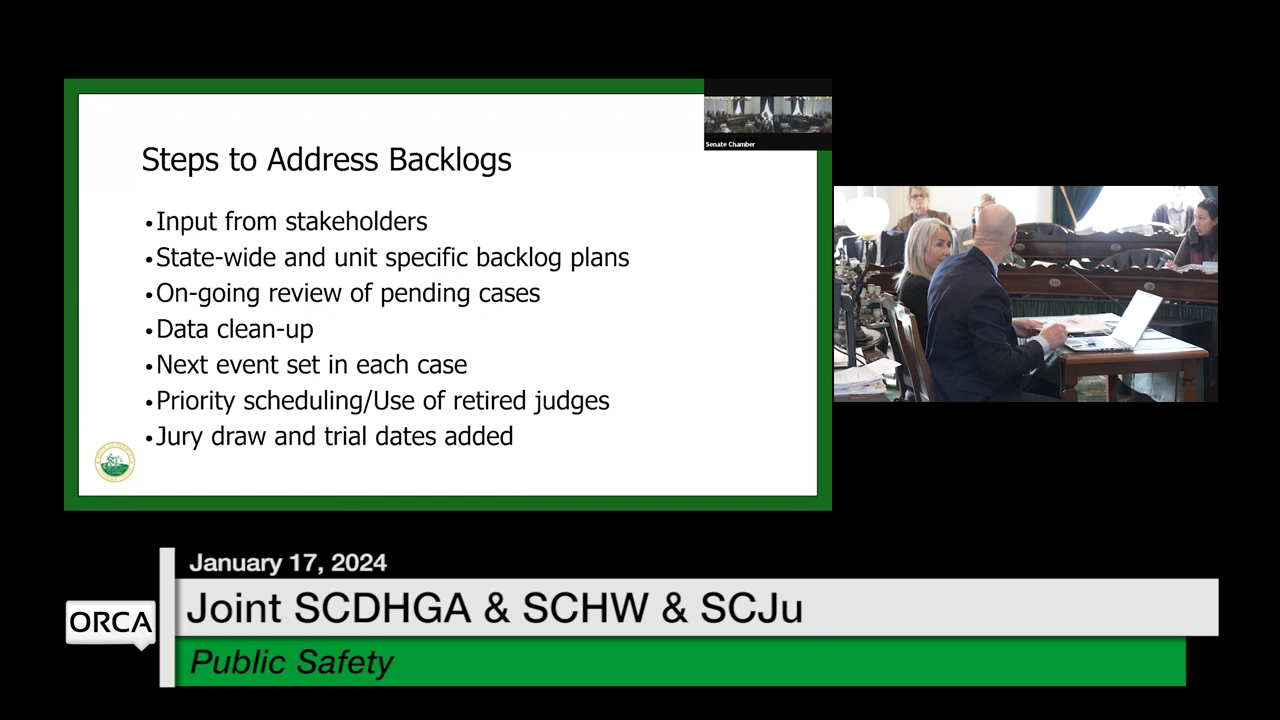 Steps to Address Backlogs
•Input from stakeholders
•State-wide and unit specific backlog plans
•On-going review of pending cases
•Data clean-up
•Next event set in each case
•Priority scheduling/Use of retired judges
•Jury draw and trial dates added
Senate Chamber
January 17, 2024
ORCA
Joint SCDHGA & SCHW & SCJu
Public Safety